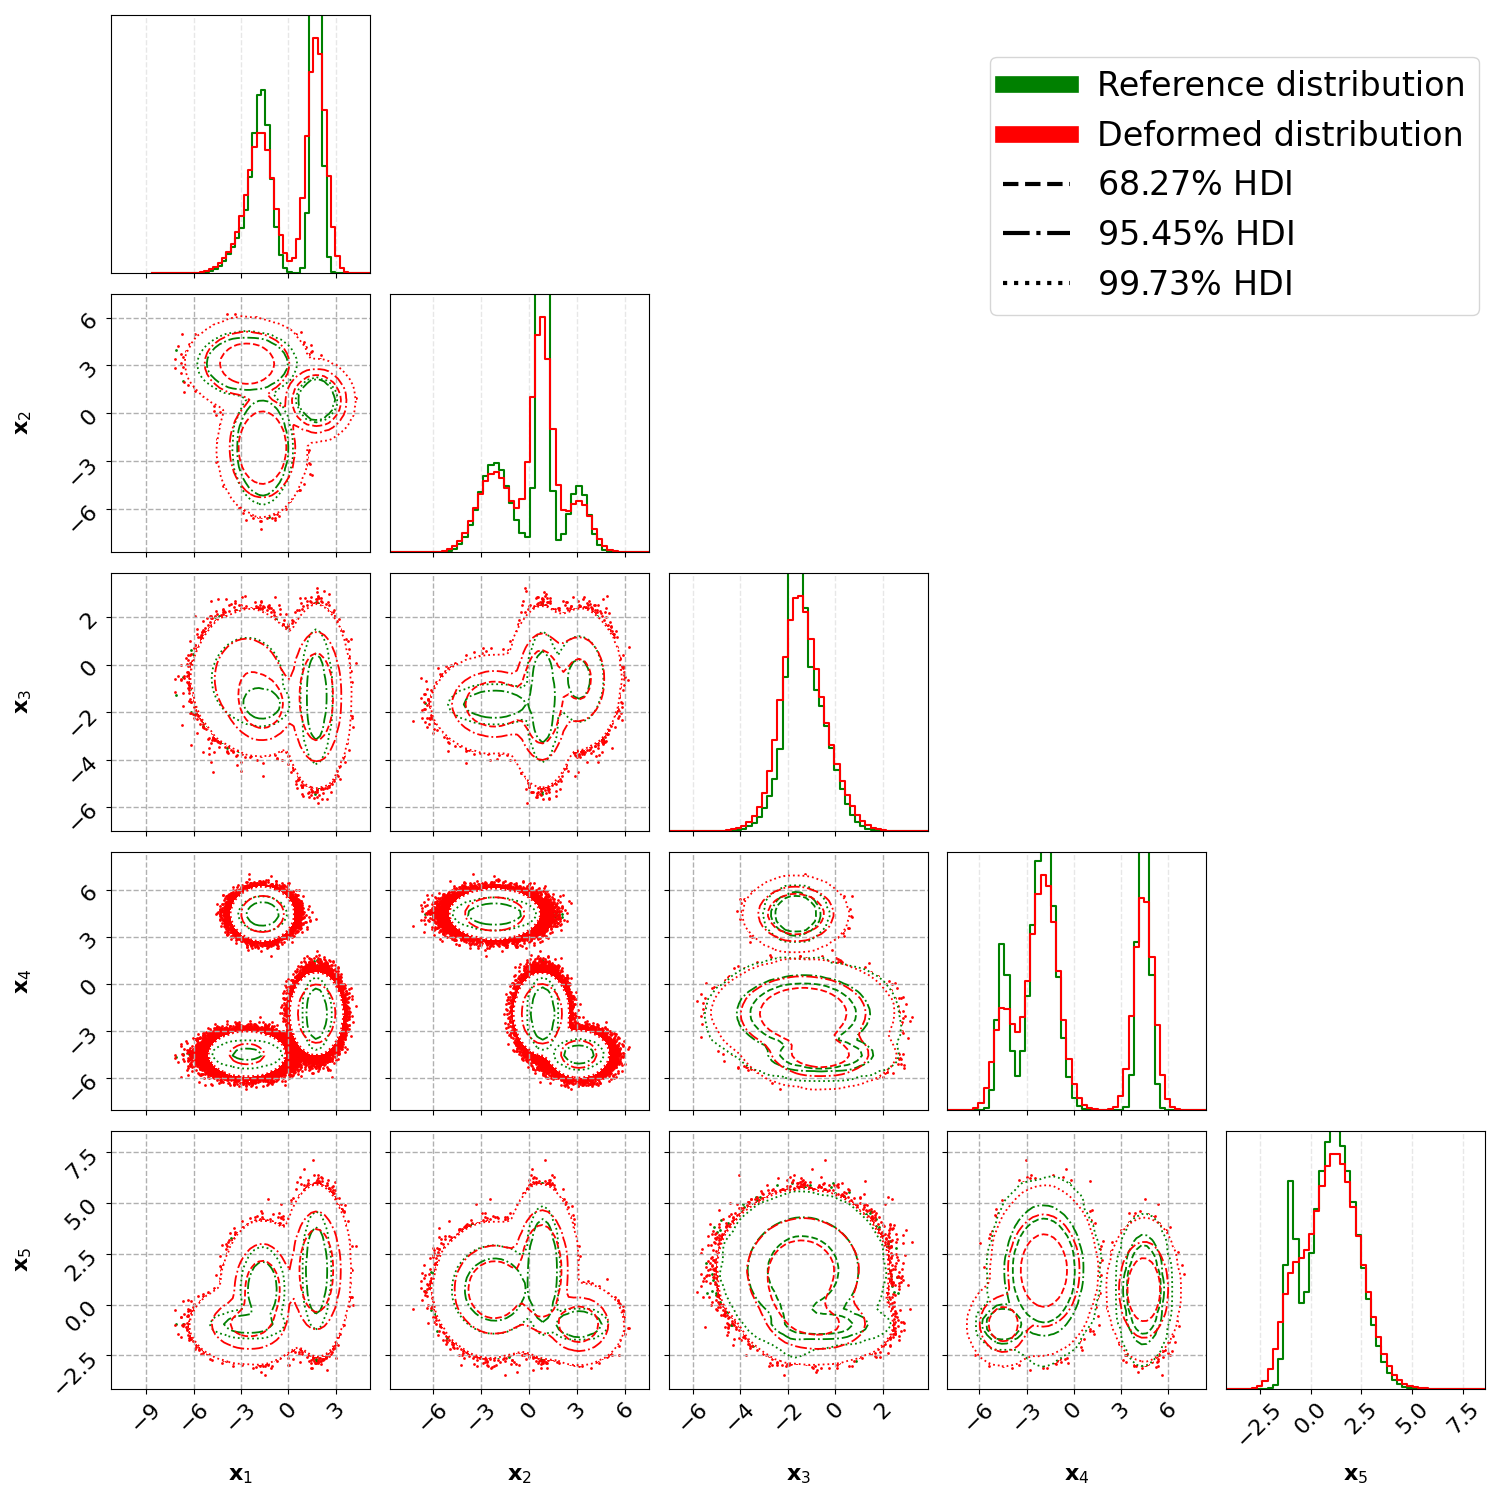 Reference distribution
Deformed distribution
68.27% HDI
95.45% HDI
99.73% HDI
6
3
0
−3
−6
x₂
2
0
−2
−4
−6
x₃
6
3
0
−3
−6
x₄
7.5
5.0
2.5
0.0
−2.5
x₅
−9 −6 −3 0 3
−6 −3 0 3 6
−6 −4 −2 0 2
−6 −3 0 3 6
−2.5 0.0 2.5 5.0 7.5
x₁ x₂ x₃ x₄ x₅